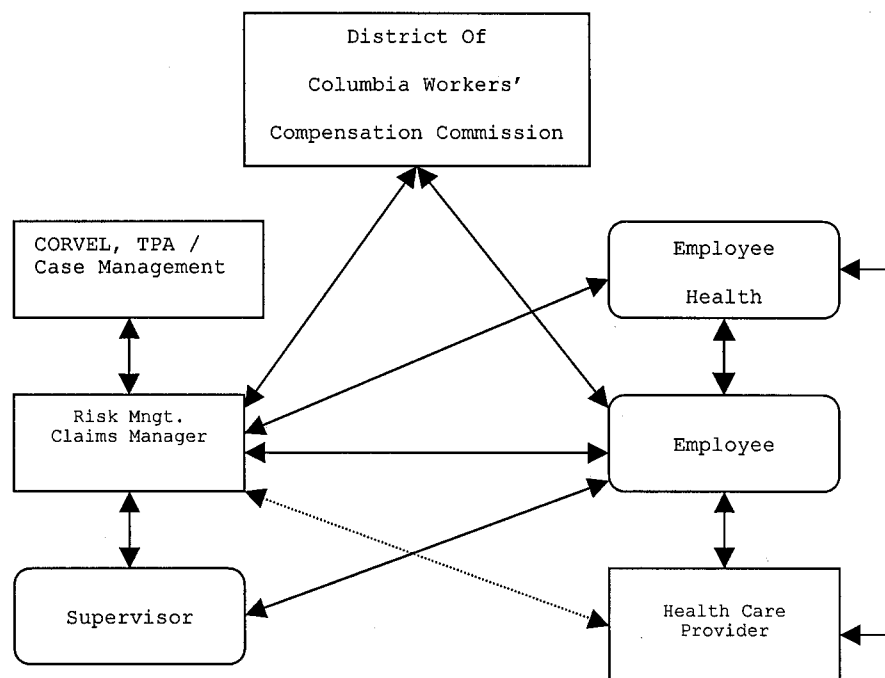 District Of
Columbia Workers'
Compensation Commission
CORVEL, TPA /
Case Management
Employee
Health
Risk Mngt.
Claims Manager
Employee
Supervisor
Health Care
Provider